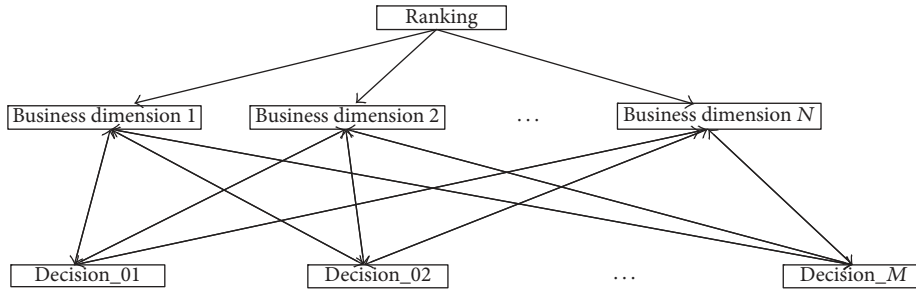 Ranking
Business dimension 1
Business dimension 2
...
Business dimension N
Decision_01
Decision_02
...
Decision_M